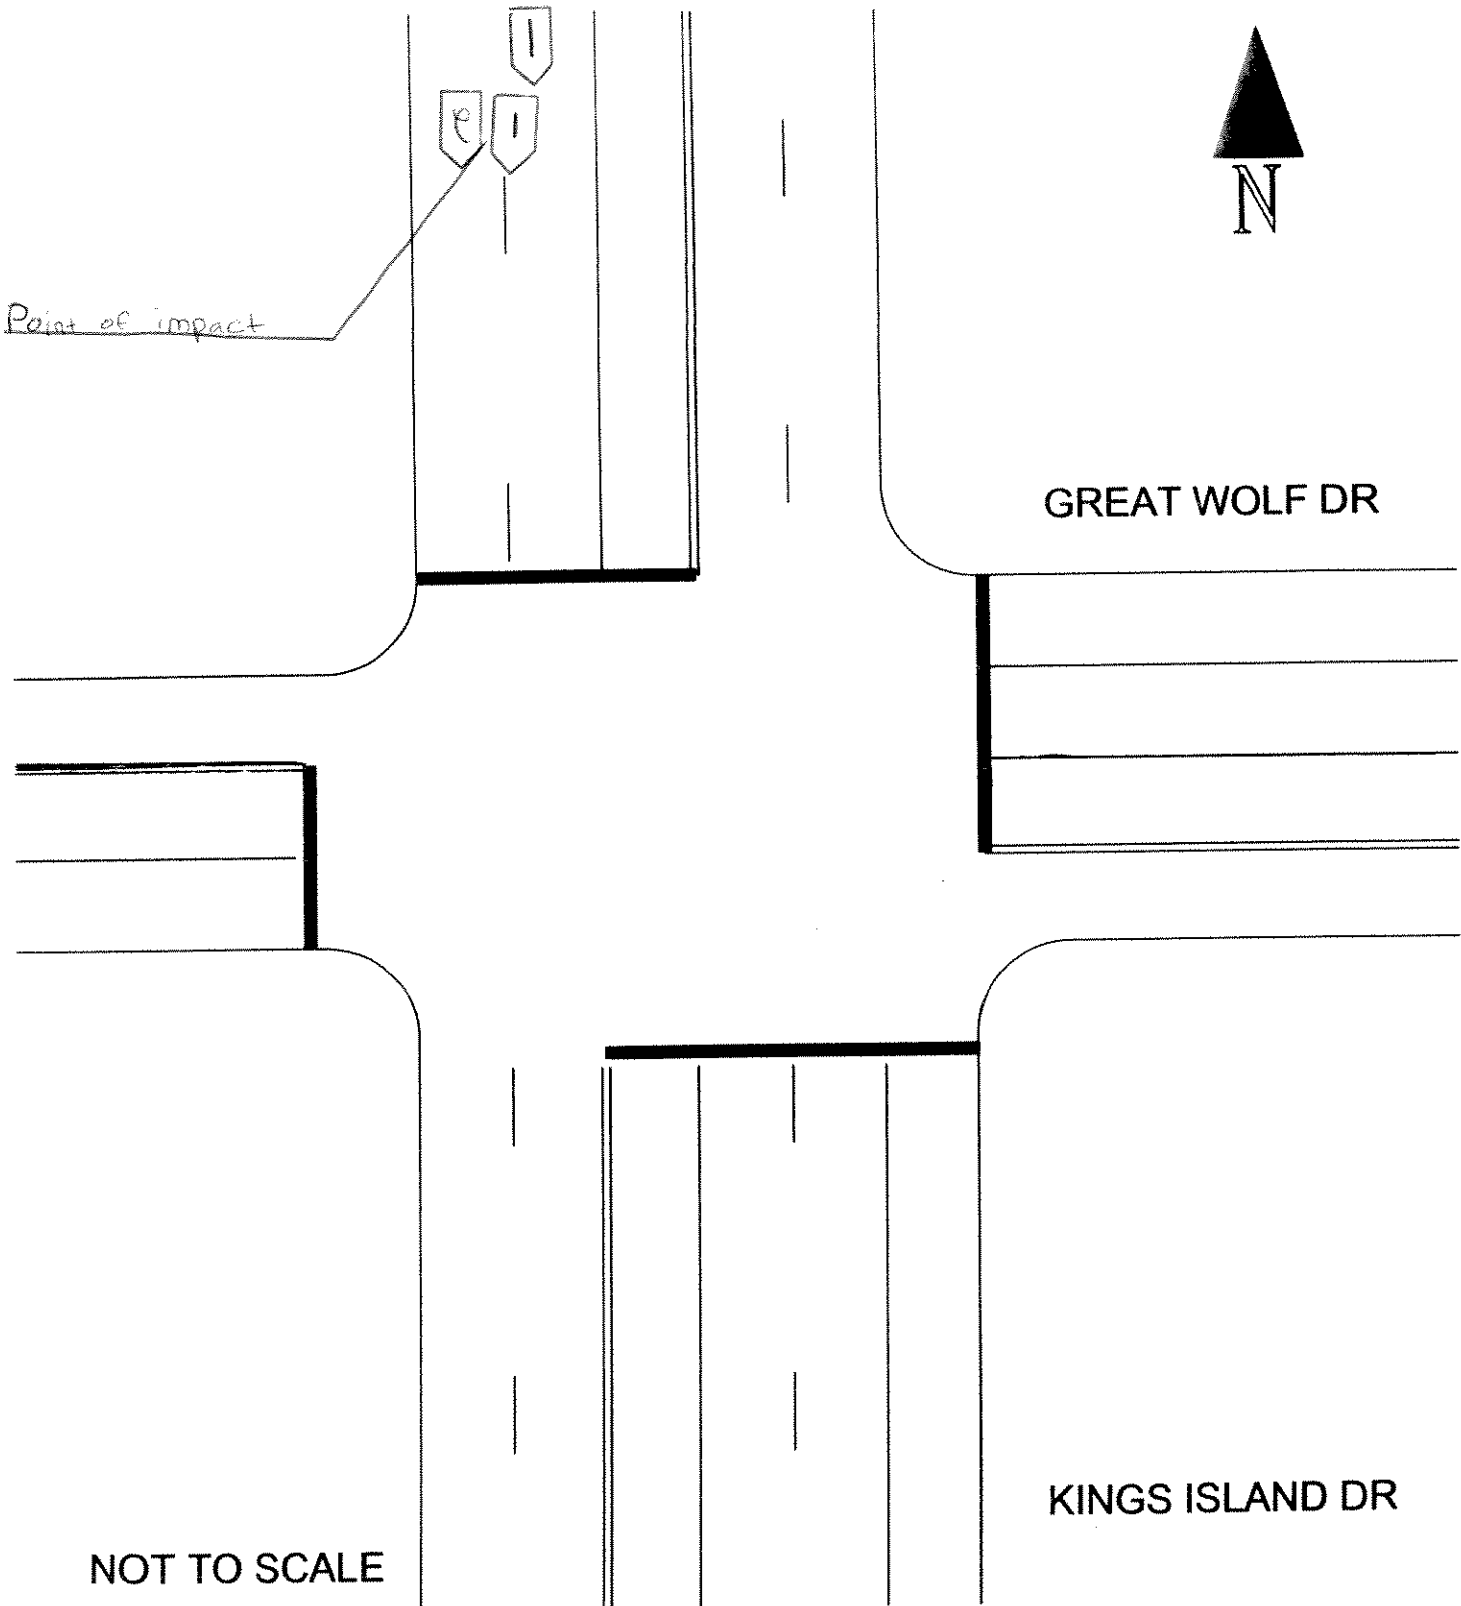 1
2
1
N
Point of impact
GREAT WOLF DR
KINGS ISLAND DR
NOT TO SCALE